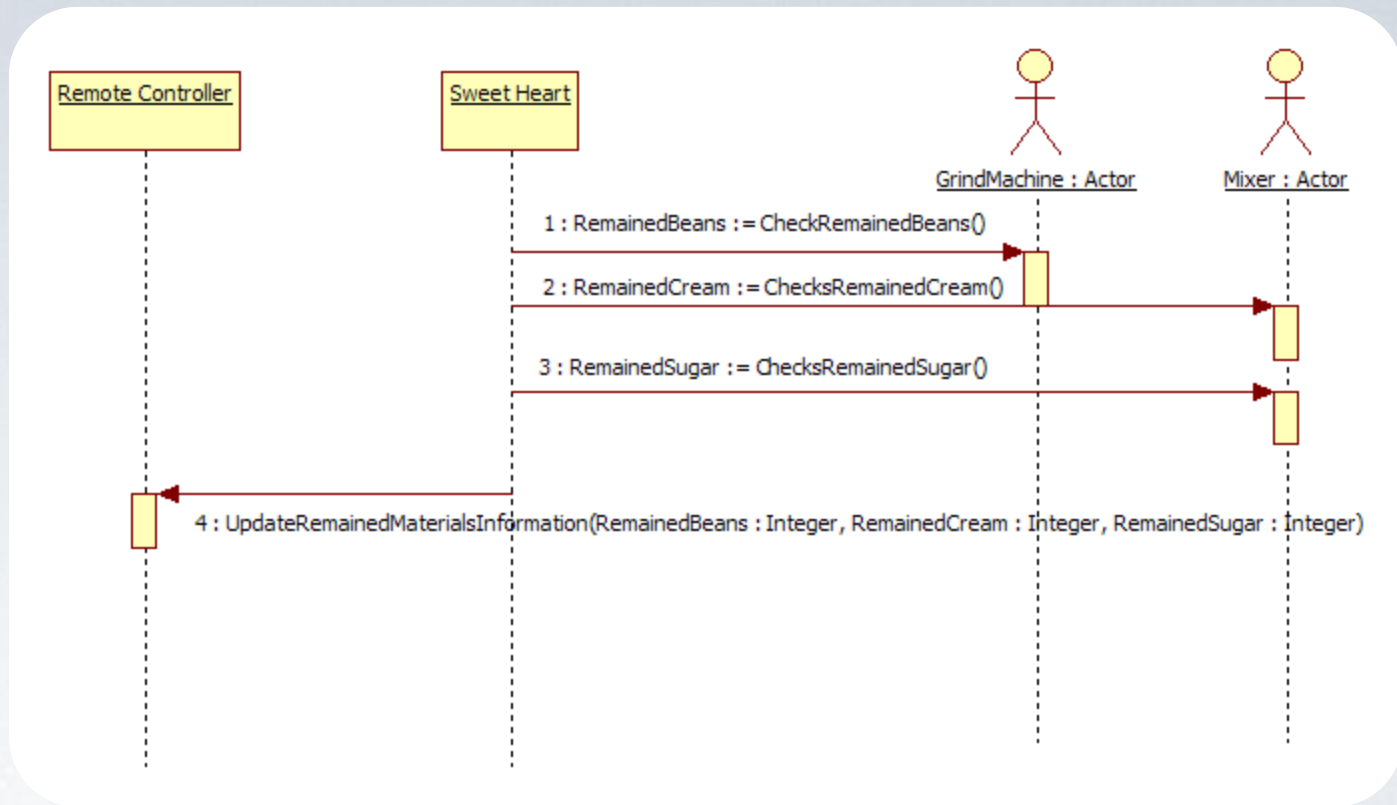 Remote Controller
Sweet Heart
GrindMachine : Actor
Mixer : Actor
1 : RemainedBeans := CheckRemainedBeans()
2 : RemainedCream := ChecksRemainedCream()
3 : RemainedSugar := ChecksRemainedSugar()
4 : UpdateRemainedMaterialsInformation(RemainedBeans : Integer, RemainedCream : Integer, RemainedSugar : Integer)